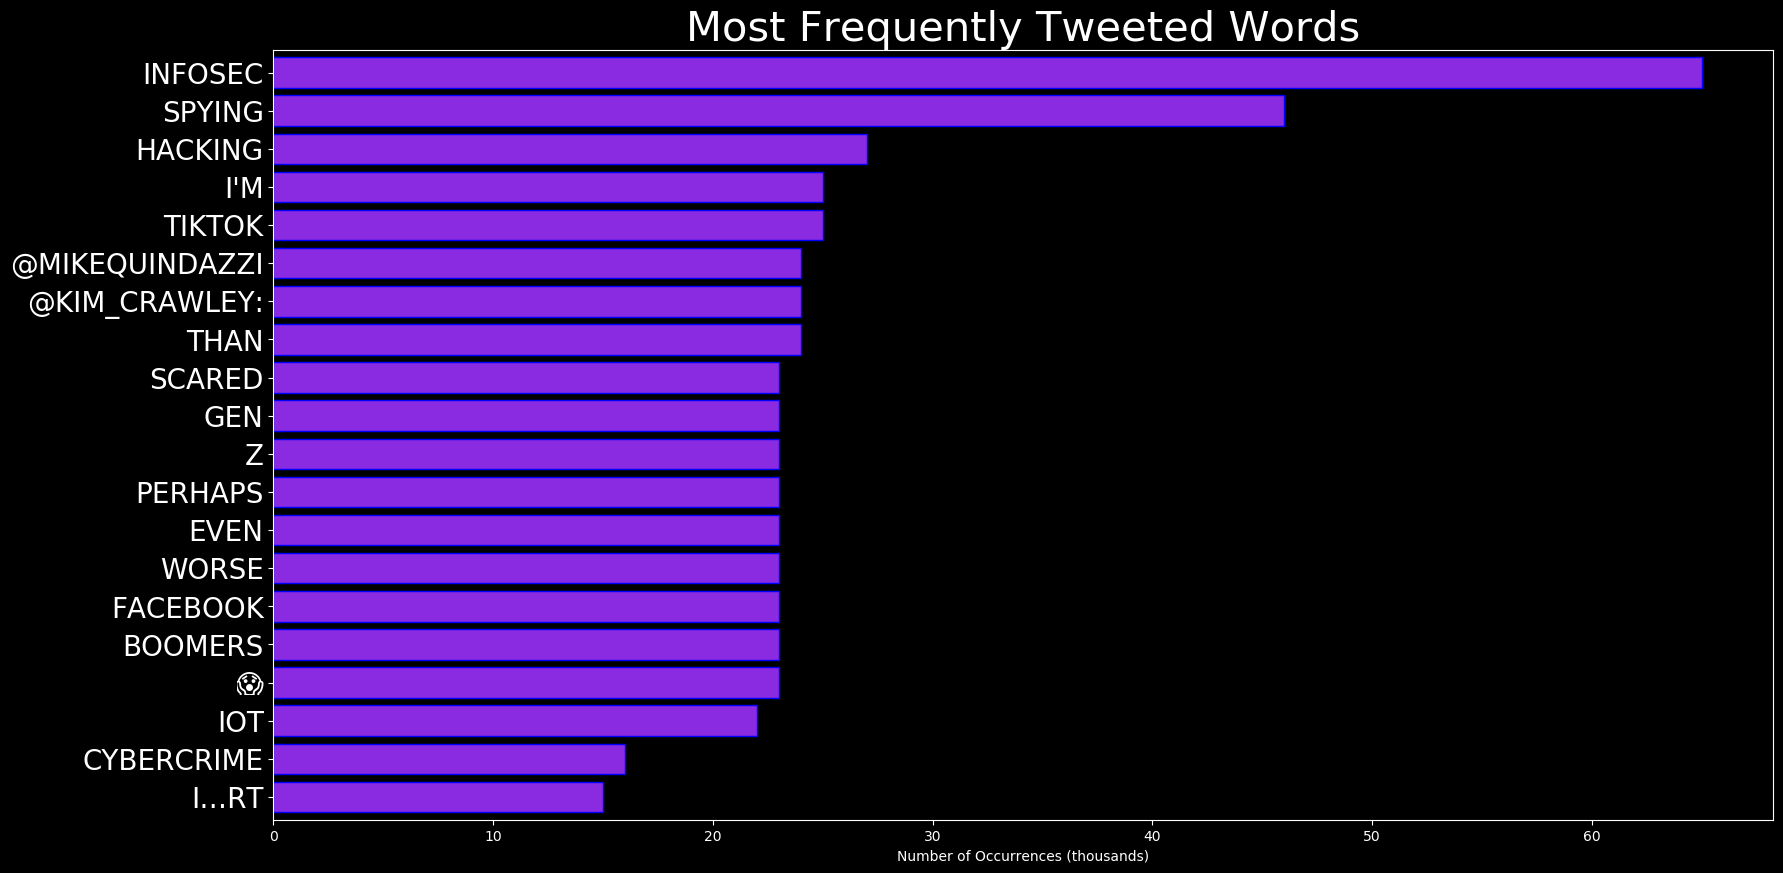 Most Frequently Tweeted Words
INFOSEC
SPYING
HACKING
I'M
TIKTOK
@MIKEQUINDAZZI
@KIM_CRAWLEY:
THAN
SCARED
GEN
Z
PERHAPS
EVEN
WORSE
FACEBOOK
BOOMERS
😱
IOT
CYBERCRIME
I…RT
0 10 20 30 40 50 60
Number of Occurrences (thousands)